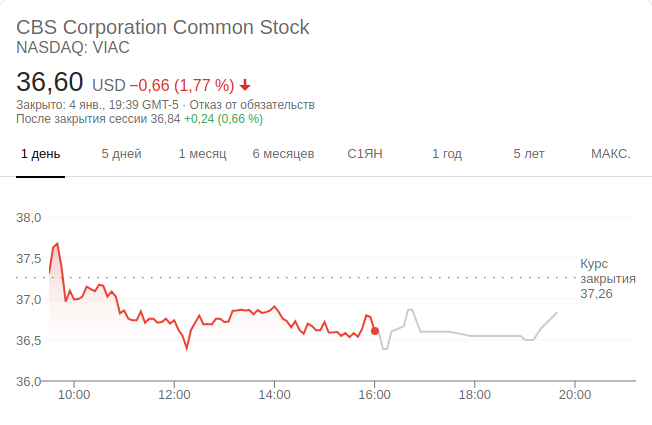 CBS Corporation Common Stock
NASDAQ: VIAC
36,60 USD −0,66 (1,77 %)
Закрыто: 4 янв., 19:39 GMT-5 · Отказ от обязательств
После закрытия сессии 36,84 +0,24 (0,66 %)
1 день 5 дней 1 месяц 6 месяцев С1ЯН 1 год 5 лет МАКС.
38,0
37,5
Курс
закрытия
37,26
37,0
36,5
36,0
10:00 12:00 14:00 16:00 18:00 20:00